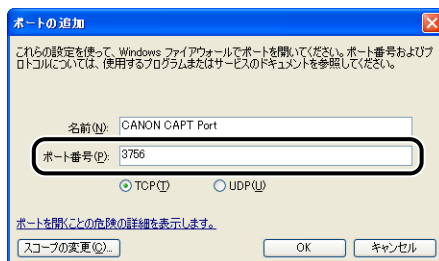 ポートの追加
これらの設定を使って、Windows ファイアウォールでポートを開いてください。ポート番号およびプ
ロトコルについては、使用するプログラムまたはサービスのドキュメントを参照してください。
名前(N): CANON CAPT Port
ポート番号(P): 3756
TCP(T) UDP(U)
ポートを開くことの危険の詳細を表示します。
スコープの変更(C)... OK キャンセル